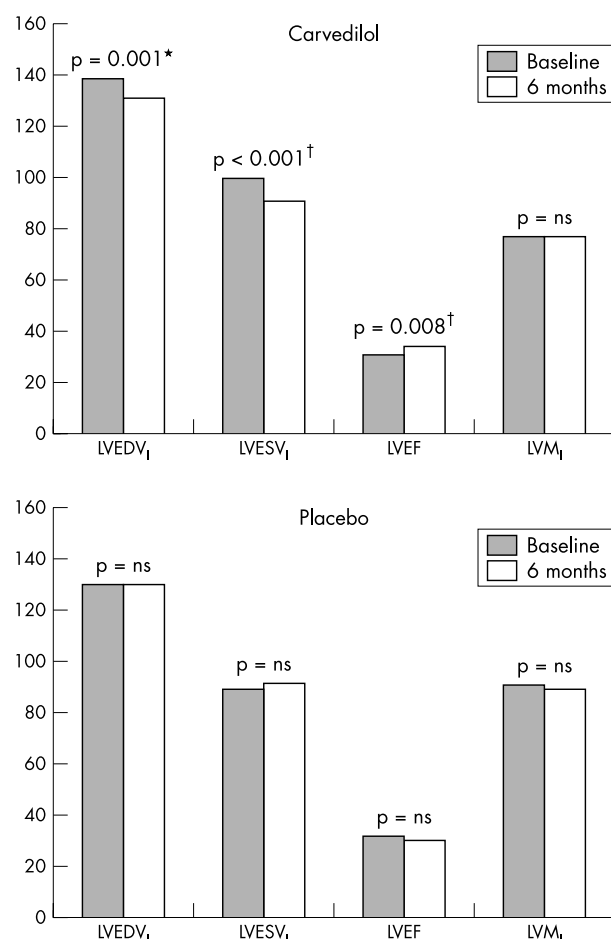 160
140
120
100
80
60
40
20
0
Carvedilol
Baseline
6 months
p = 0.001*
p < 0.001†
p = 0.008†
p = ns
LVEDVI LVESVI LVEF LVMI
160
140
120
100
80
60
40
20
0
Placebo
Baseline
6 months
p = ns
p = ns
p = ns
p = ns
LVEDVI LVESVI LVEF LVMI